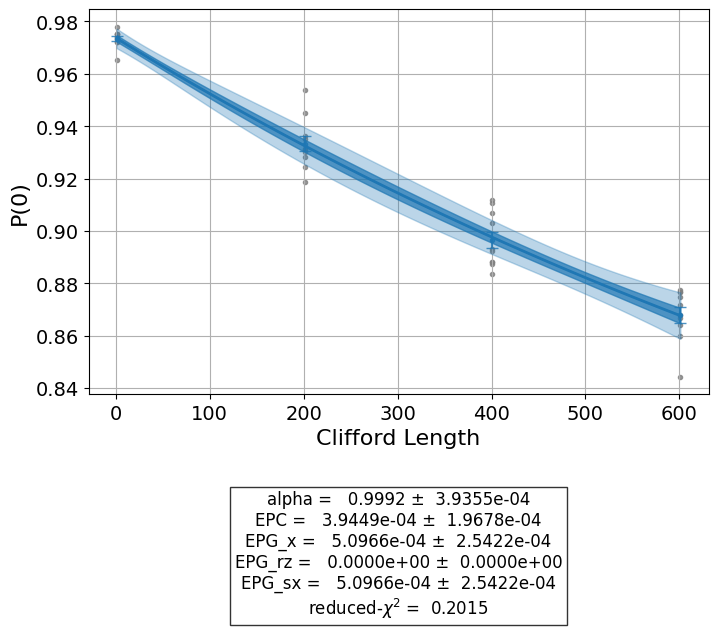 0.98
0.96
0.94
0.92
0.90
0.88
0.86
0.84
P(0)
0 100 200 300 400 500 600
Clifford Length
alpha = 0.9992 ± 3.9355e-04
EPC = 3.9449e-04 ± 1.9678e-04
EPG_x = 5.0966e-04 ± 2.5422e-04
EPG_rz = 0.0000e+00 ± 0.0000e+00
EPG_sx = 5.0966e-04 ± 2.5422e-04
reduced-χ² = 0.2015